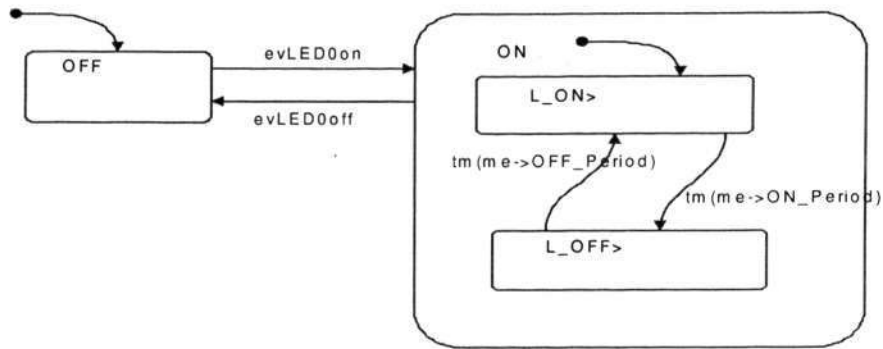 OFF
evLED0on
evLED0off
ON
L_ON>
tm(me->OFF_Period)
tm(me->ON_Period)
L_OFF>